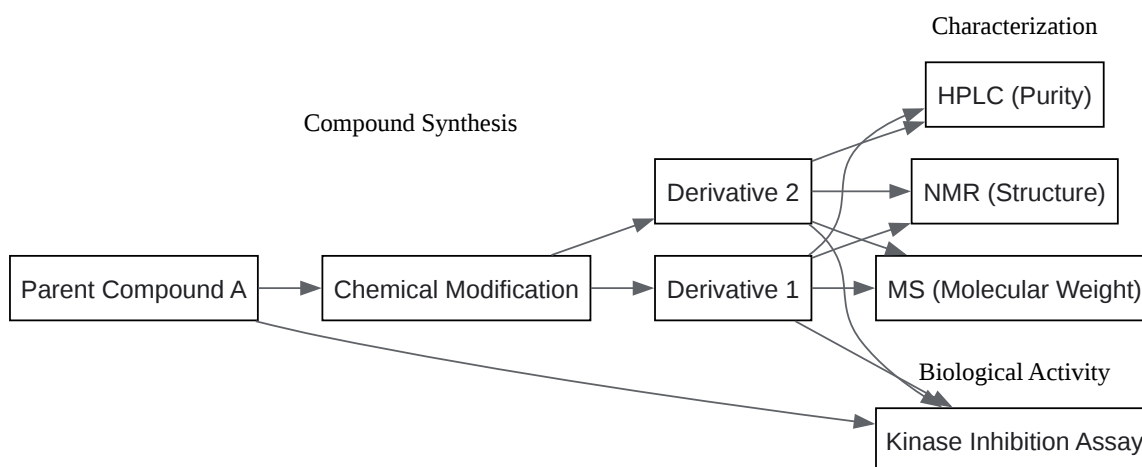 Characterization
HPLC (Purity)
Compound Synthesis
Derivative 2
NMR (Structure)
Parent Compound A
Chemical Modification
Derivative 1
MS (Molecular Weight)
Biological Activity
Kinase Inhibition Assay